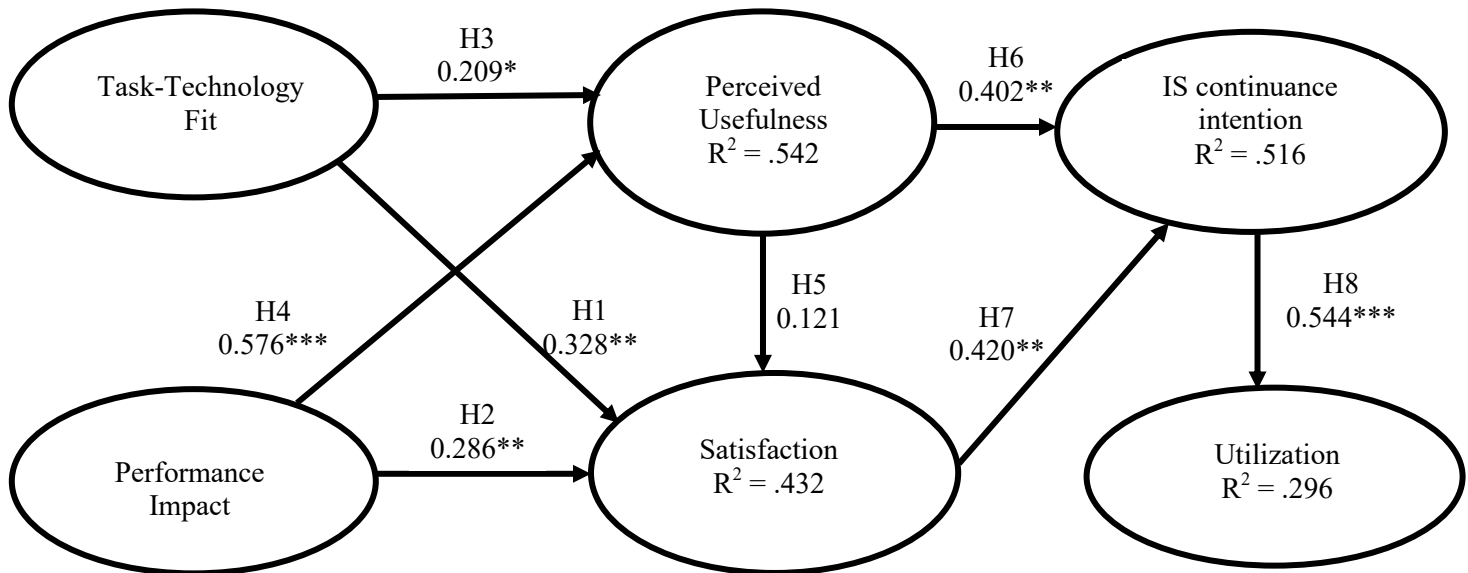 Task-Technology
Fit
H3
0.209*
Perceived
Usefulness
R² = .542
H6
0.402**
IS continuance
intention
R² = .516
H4
0.576***
H1
0.328**
H5
0.121
H7
0.420**
H8
0.544***
Performance
Impact
H2
0.286**
Satisfaction
R² = .432
Utilization
R² = .296